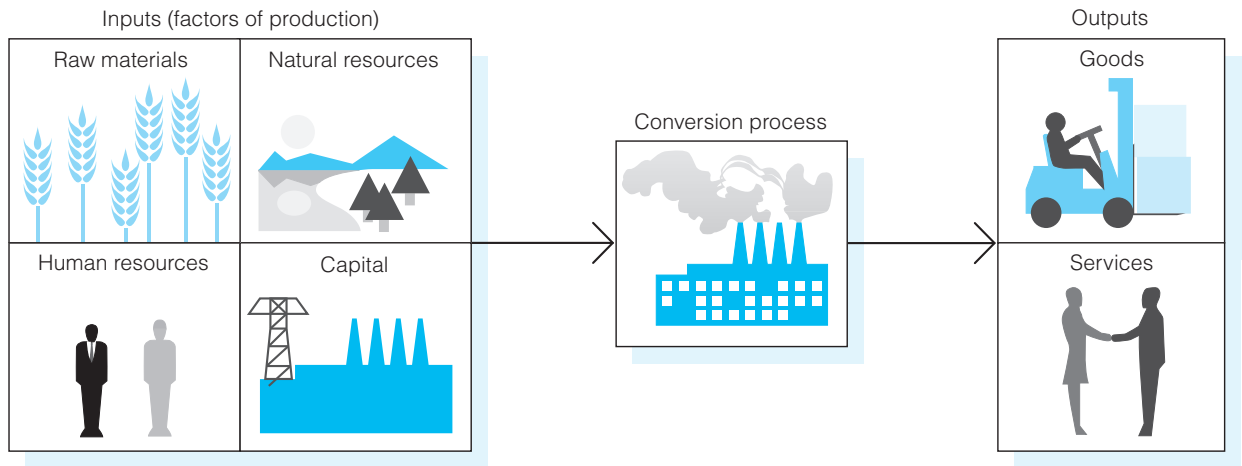 Inputs (factors of production)
Raw materials
Natural resources
Human resources
Capital
Conversion process
Outputs
Goods
Services